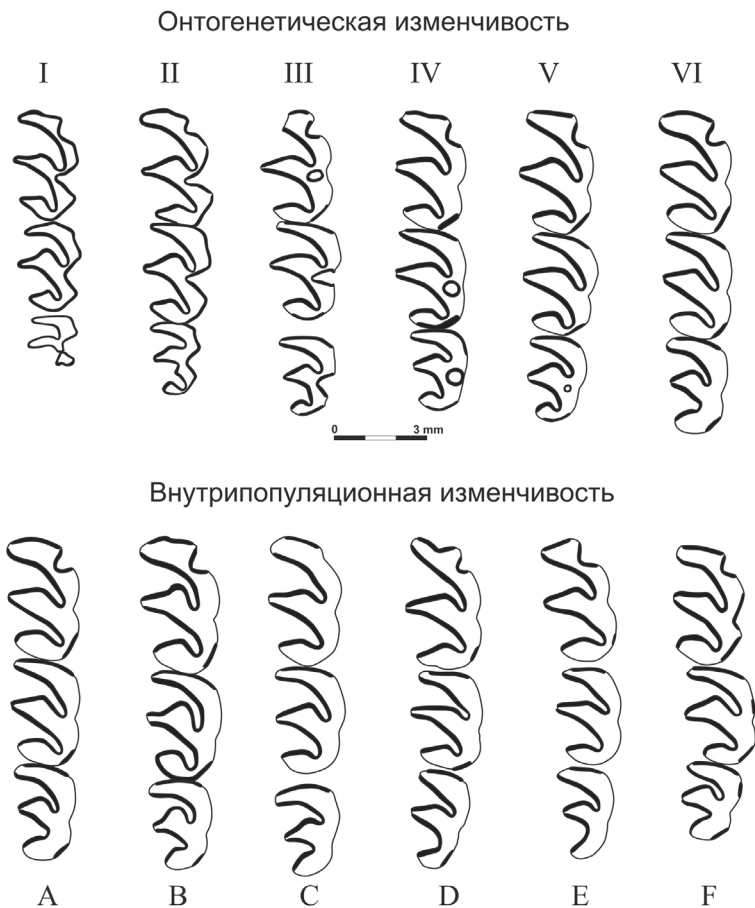 Онтогенетическая изменчивость
I II III IV V VI
0 3 mm
Внутрипопуляционная изменчивость
A B C D E F